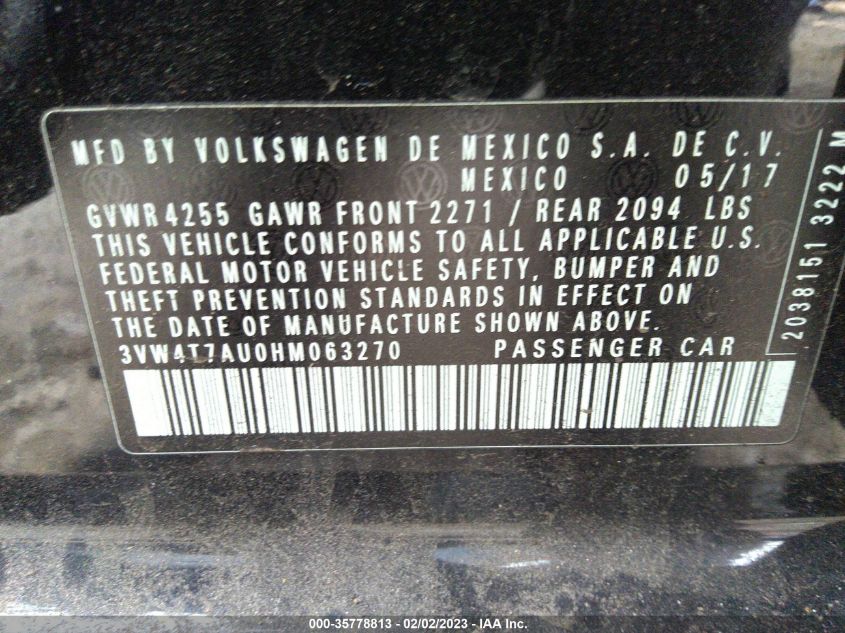 MFD BY VOLKSWAGEN DE MEXICO S.A. DE C.V.
MEXICO 05/17
GVWR 4255 GAWR FRONT 2271 / REAR 2094 LBS
THIS VEHICLE CONFORMS TO ALL APPLICABLE U.S.
FEDERAL MOTOR VEHICLE SAFETY, BUMPER AND
THEFT PREVENTION STANDARDS IN EFFECT ON
THE DATE OF MANUFACTURE SHOWN ABOVE.
3VW4T7AU0HM063270 PASSENGER CAR
2038151 3222 M
000-35778813 - 02/02/2023 - IAA Inc.